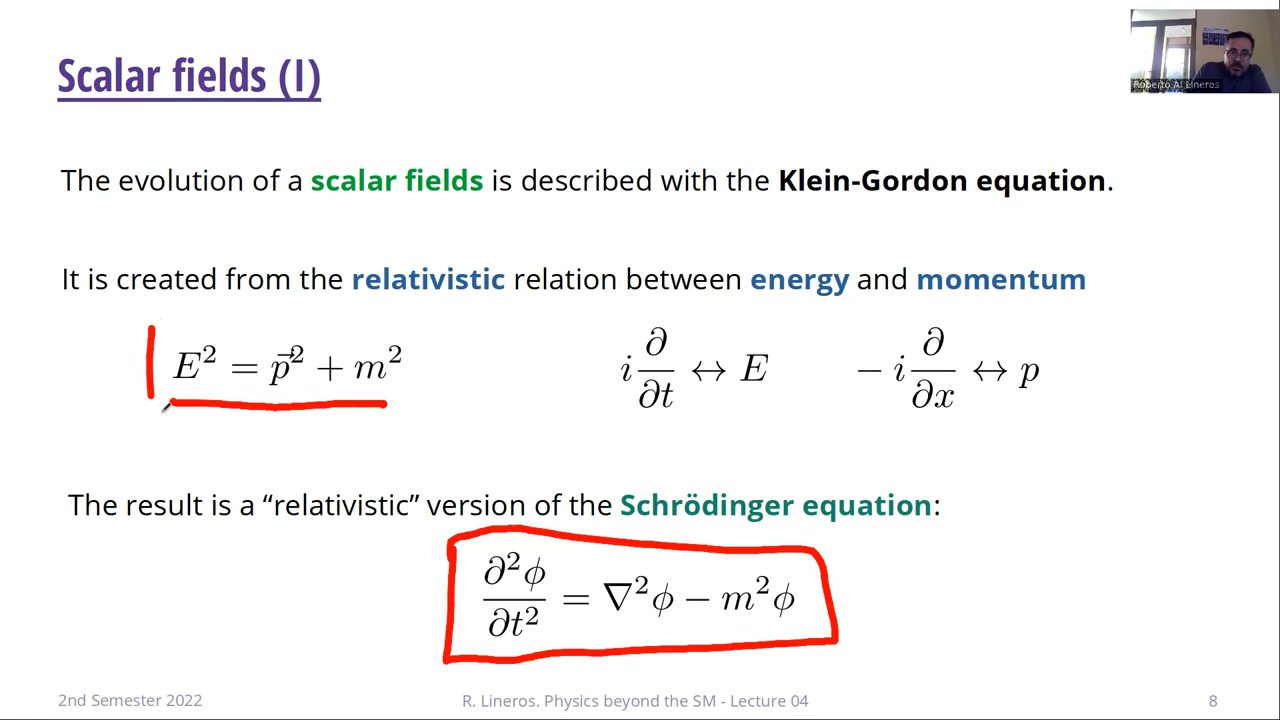 Scalar fields (I)
Roberto A. Lineros
The evolution of a scalar fields is described with the Klein-Gordon equation.
It is created from the relativistic relation between energy and momentum
E² = p⃗² + m²   i ∂/∂t ↔ E   − i ∂/∂x ↔ p
The result is a “relativistic” version of the Schrödinger equation:
∂²ϕ/∂t² = ∇²ϕ − m²ϕ
2nd Semester 2022   R. Lineros. Physics beyond the SM - Lecture 04   8